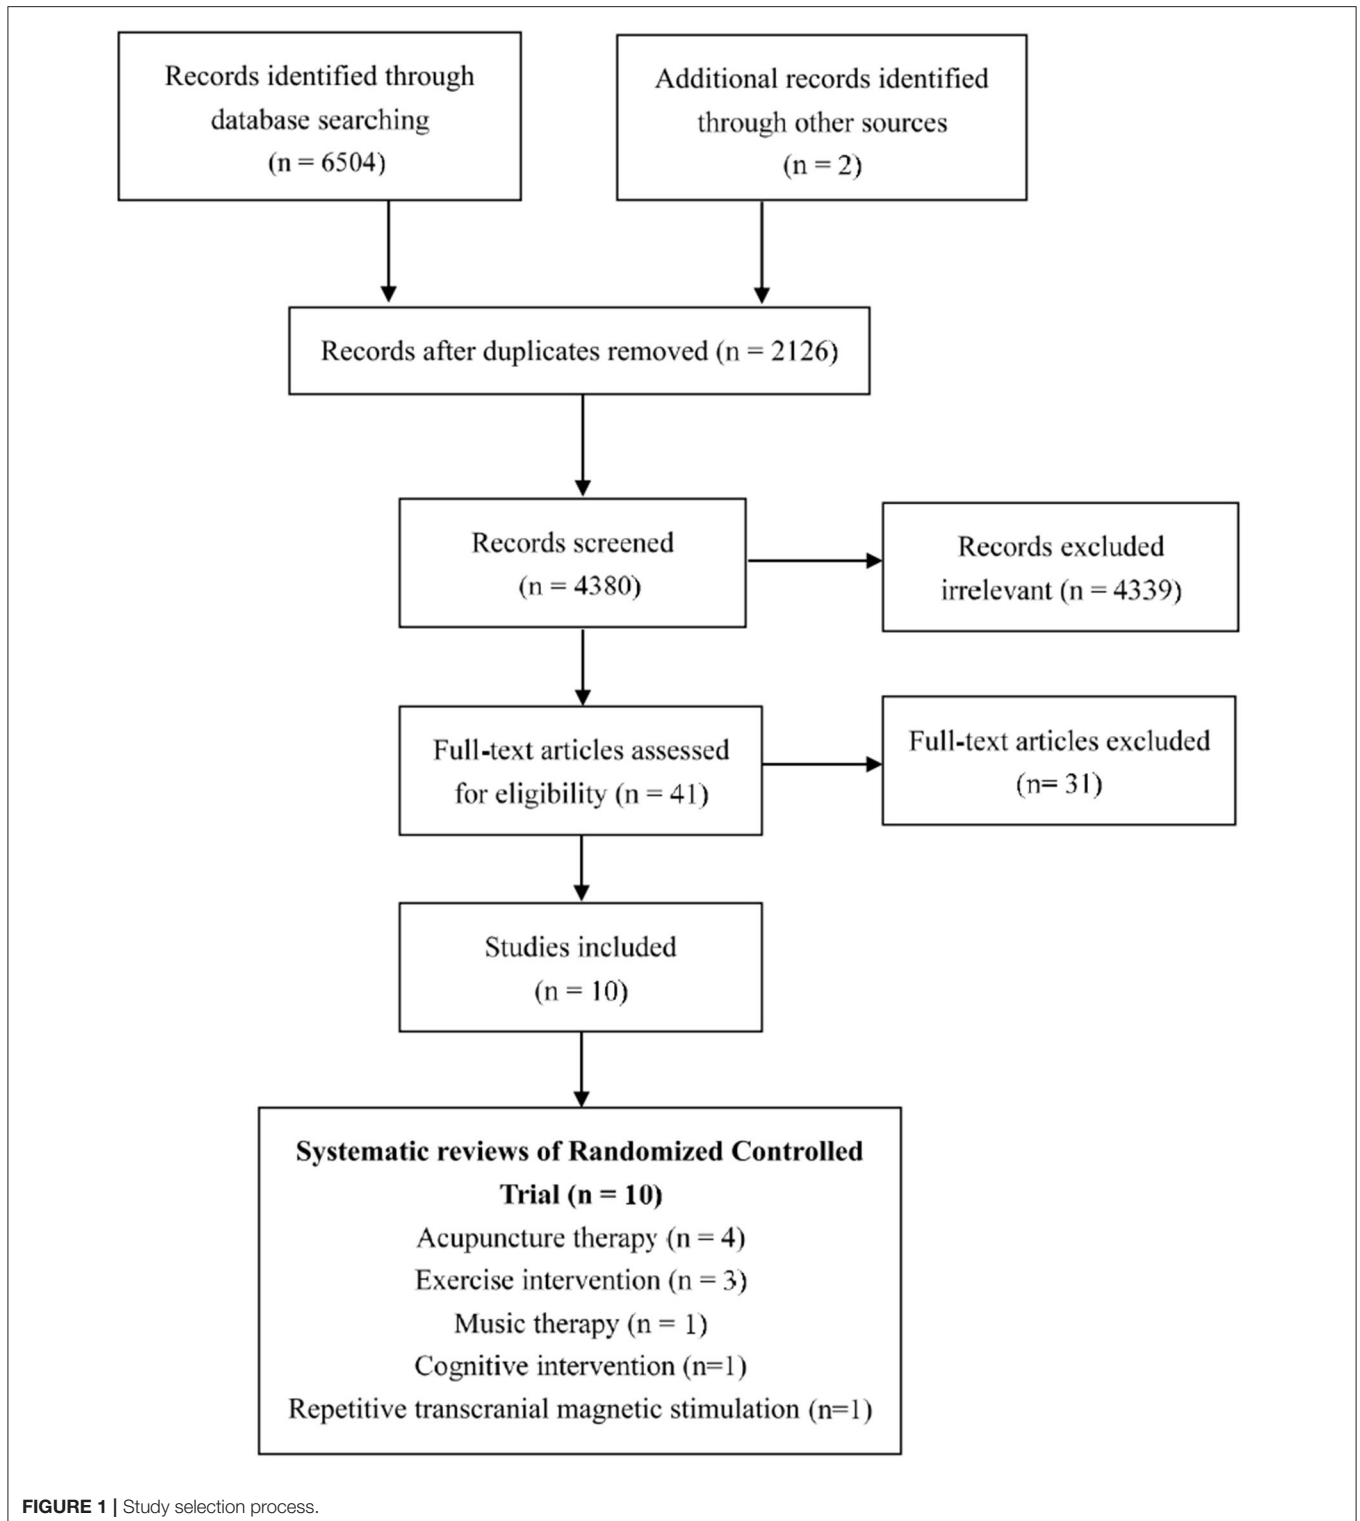 Records identified through
database searching
(n = 6504)
Additional records identified
through other sources
(n = 2)
Records after duplicates removed (n = 2126)
Records screened
(n = 4380)
Records excluded
irrelevant (n = 4339)
Full-text articles assessed
for eligibility (n = 41)
Full-text articles excluded
(n= 31)
Studies included
(n = 10)
Systematic reviews of Randomized Controlled
Trial (n = 10)
Acupuncture therapy (n = 4)
Exercise intervention (n = 3)
Music therapy (n = 1)
Cognitive intervention (n=1)
Repetitive transcranial magnetic stimulation (n=1)
FIGURE 1 | Study selection process.